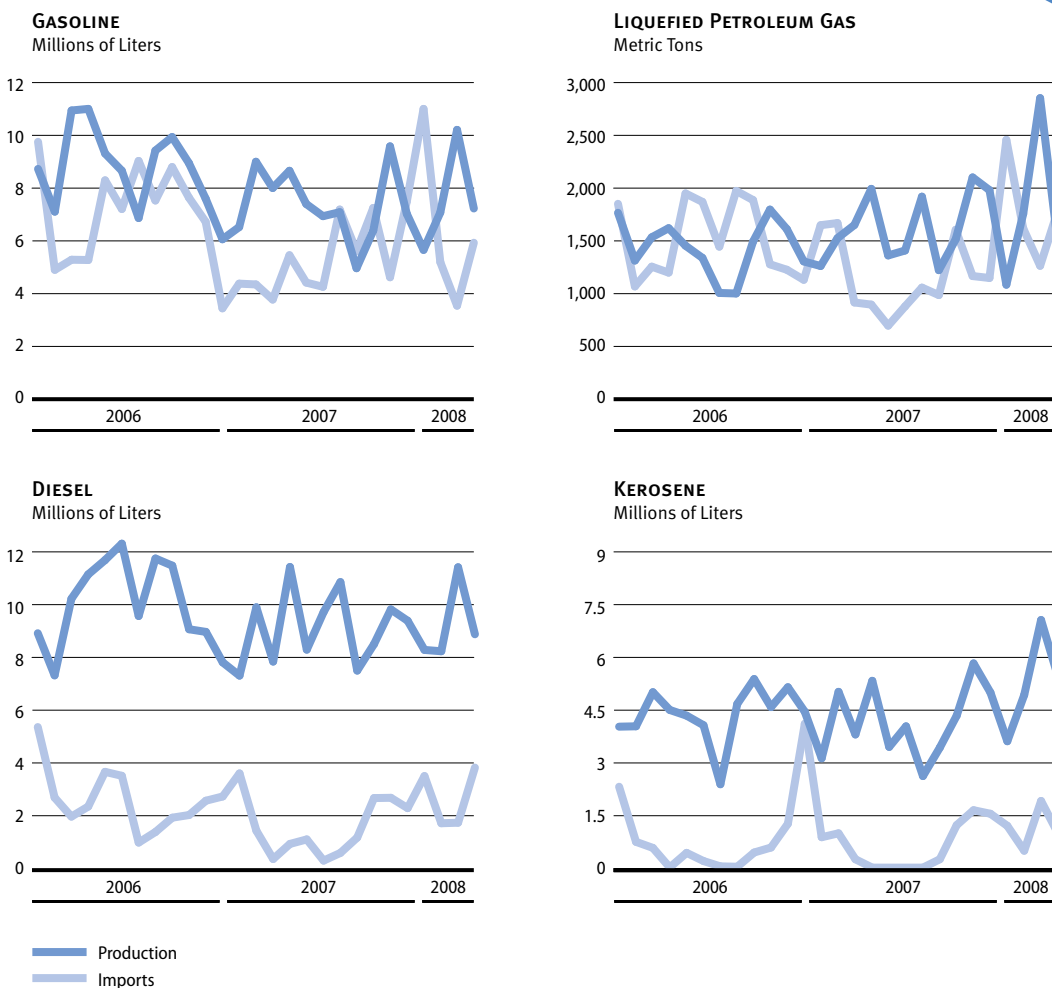 GASOLINE
Millions of Liters
12
10
8
6
4
2
0
2006 2007 2008
LIQUEFIED PETROLEUM GAS
Metric Tons
3,000
2,500
2,000
1,500
1,000
500
0
2006 2007 2008
DIESEL
Millions of Liters
12
10
8
6
4
2
0
2006 2007 2008
KEROSENE
Millions of Liters
9
7.5
6
4.5
3
1.5
0
2006 2007 2008
Production
Imports